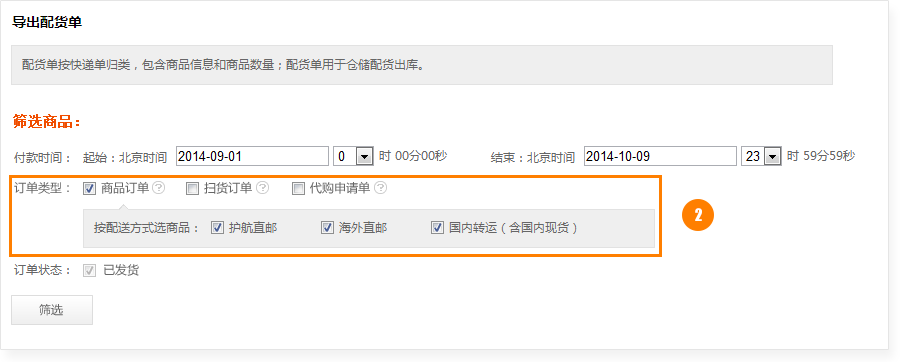 导出配货单
配货单按快递单归类，包含商品信息和商品数量；配货单用于仓储配货出库。
筛选商品：
付款时间： 起始：北京时间 2014-09-01 0 时 00分00秒 结束：北京时间 2014-10-09 23 时 59分59秒
订单类型： 商品订单 ? 扫货订单 ? 代购申请单 ?
按配送方式选商品： 护航直邮 海外直邮 国内转运（含国内现货）
2
订单状态： 已发货
筛选